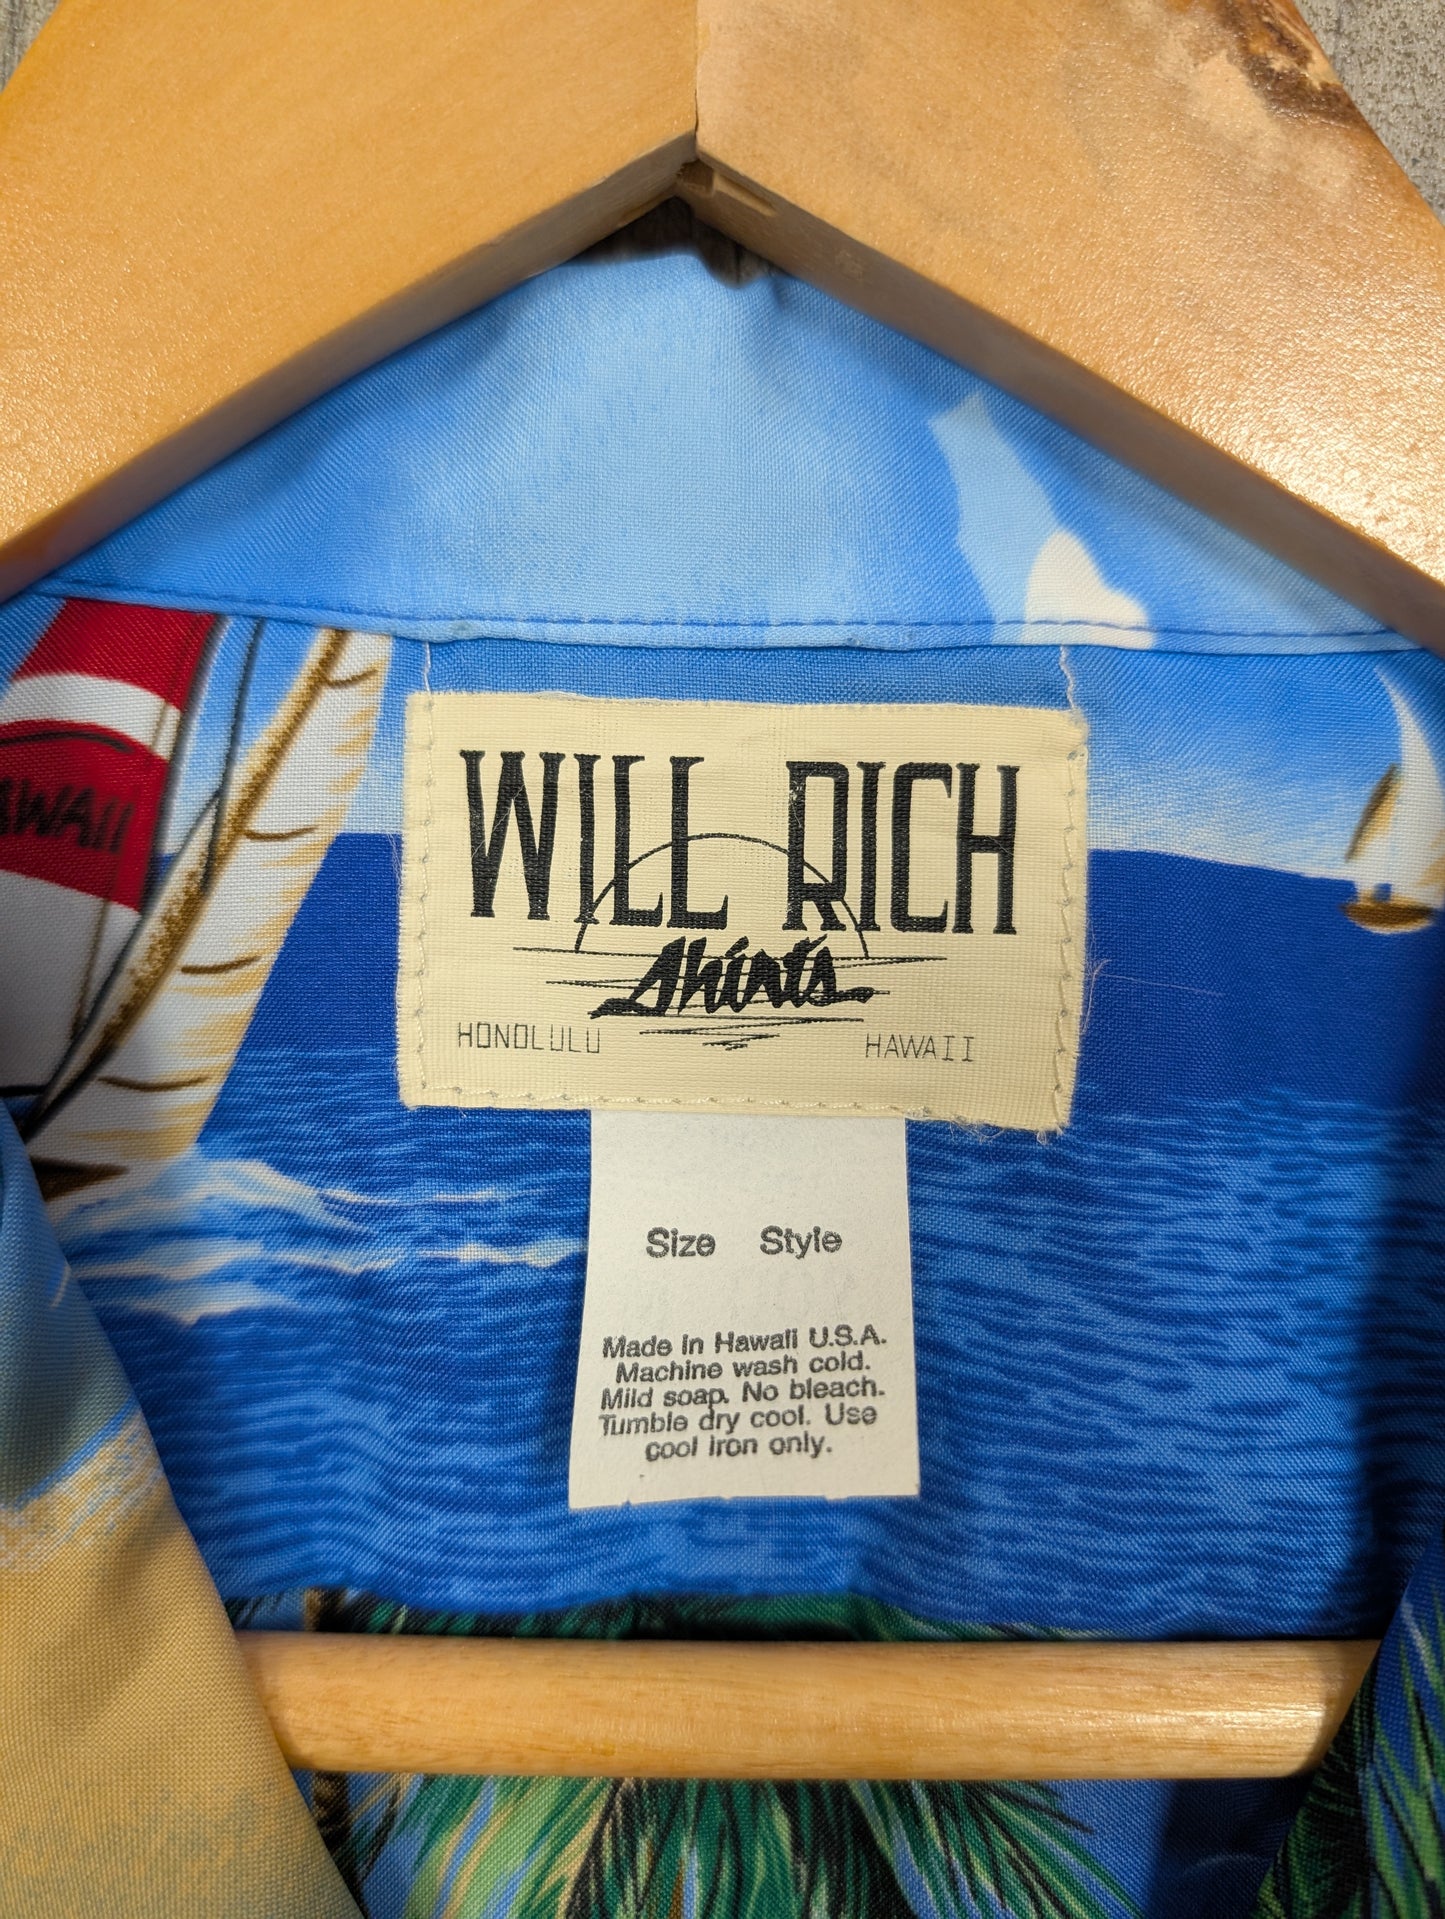 WILL RICH
Shirts
HONOLULU HAWAII
Size Style
Made in Hawaii U.S.A.
Machine wash cold.
Mild soap. No bleach.
Tumble dry cool. Use
cool iron only.
AWAII